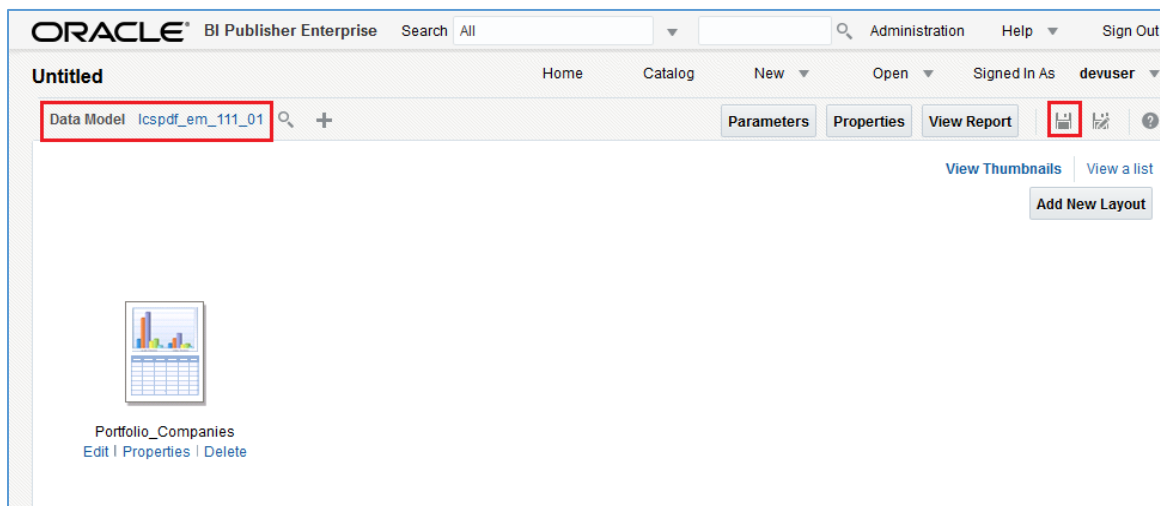 ORACLE® BI Publisher Enterprise Search All Administration Help Sign Out
Untitled Home Catalog New Open Signed In As devuser
Data Model lcspdf_em_111_01 Parameters Properties View Report
View Thumbnails View a list
Add New Layout
Portfolio_Companies
Edit | Properties | Delete